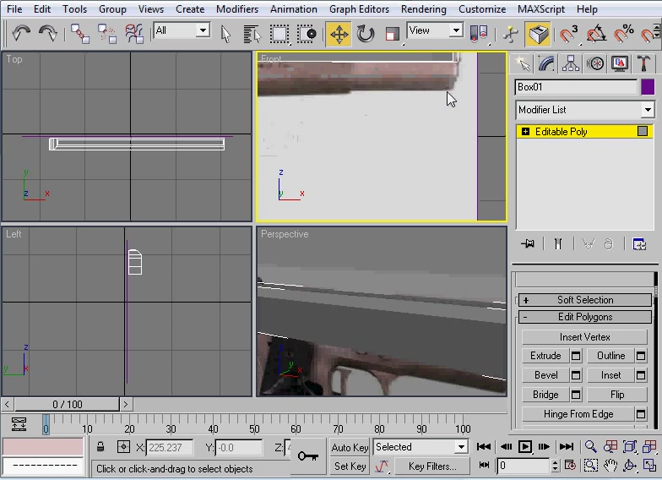 File Edit Tools Group Views Create Modifiers Animation Graph Editors Rendering Customize MAXScript Help
All View
Top
Front
Box01
Modifier List
Editable Poly
Left
Perspective
+ Soft Selection
- Edit Polygons
Insert Vertex
Extrude Outline
Bevel Inset
Bridge Flip
Hinge From Edge
0 / 100
0 10 20 30 40 50 60 70 80 90 100
X: 225.237 Y: -0.0 Z:
Auto Key Selected
Click or click-and-drag to select objects
Set Key Key Filters... 0